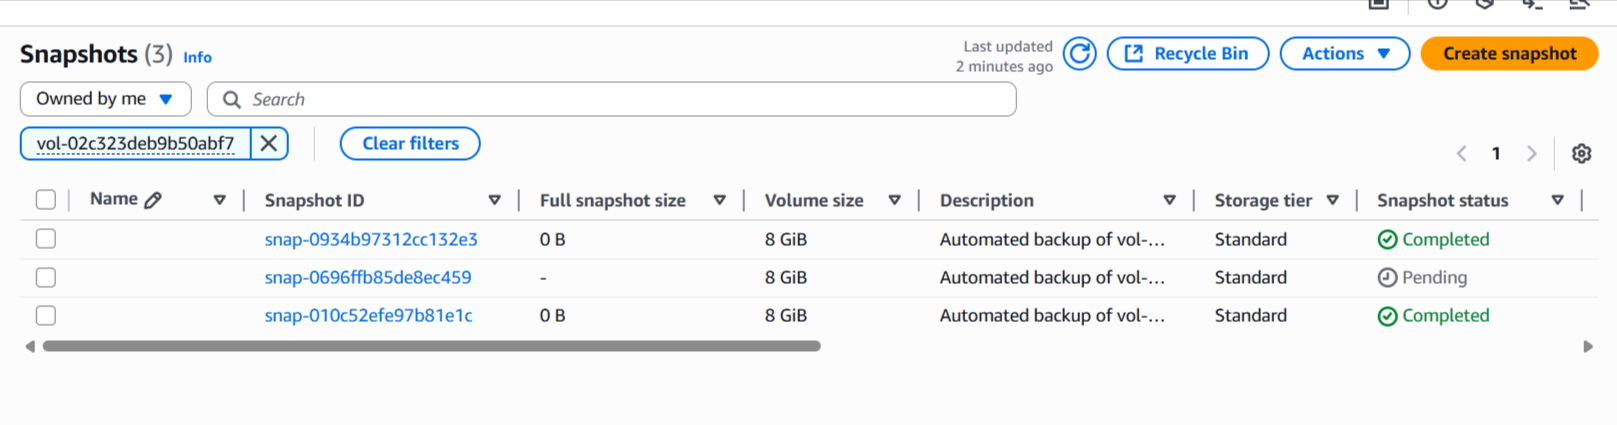 Snapshots (3) Info
Last updated
2 minutes ago
Recycle Bin
Actions
Create snapshot
Owned by me
Search
vol-02c323deb9b50abf7
Clear filters
1
Name Snapshot ID Full snapshot size Volume size Description Storage tier Snapshot status
snap-0934b97312cc132e3 0 B 8 GiB Automated backup of vol-... Standard Completed
snap-0696ffb85de8ec459 - 8 GiB Automated backup of vol-... Standard Pending
snap-010c52efe97b81e1c 0 B 8 GiB Automated backup of vol-... Standard Completed